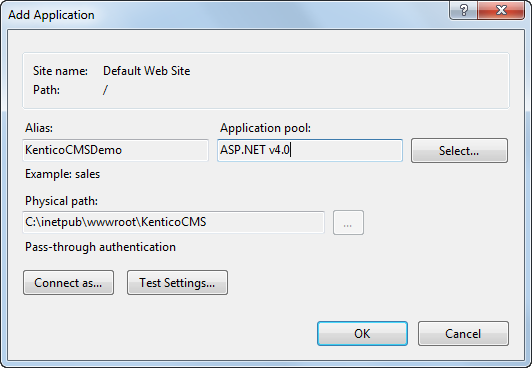 Add Application
Site name: Default Web Site
Path: /
Alias: Application pool:
KenticoCMSDemo ASP.NET v4.0 Select...
Example: sales
Physical path:
C:\inetpub\wwwroot\KenticoCMS ...
Pass-through authentication
Connect as... Test Settings...
OK Cancel